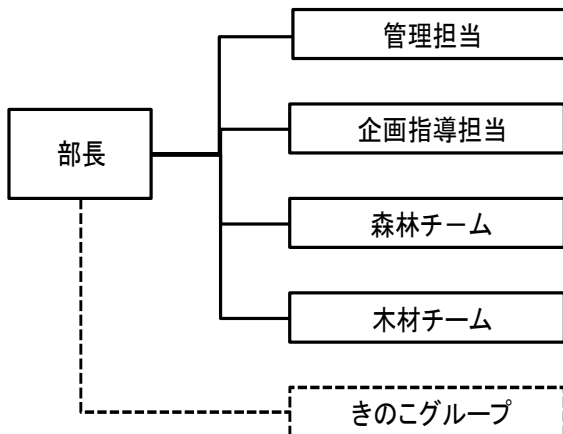 管理担当
企画指導担当
部長
森林チーム
木材チーム
きのこグループ